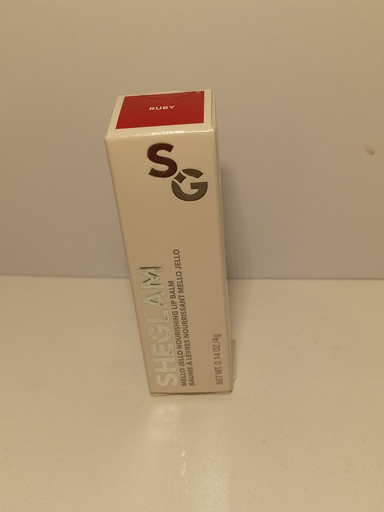 RUBY
SG
SHEGLAM
MELLO JELLO NOURISHING LIP BALM
BAUME À LÈVRES NOURRISSANT MELLO JELLO
NET WT. 0.14 OZ./4g